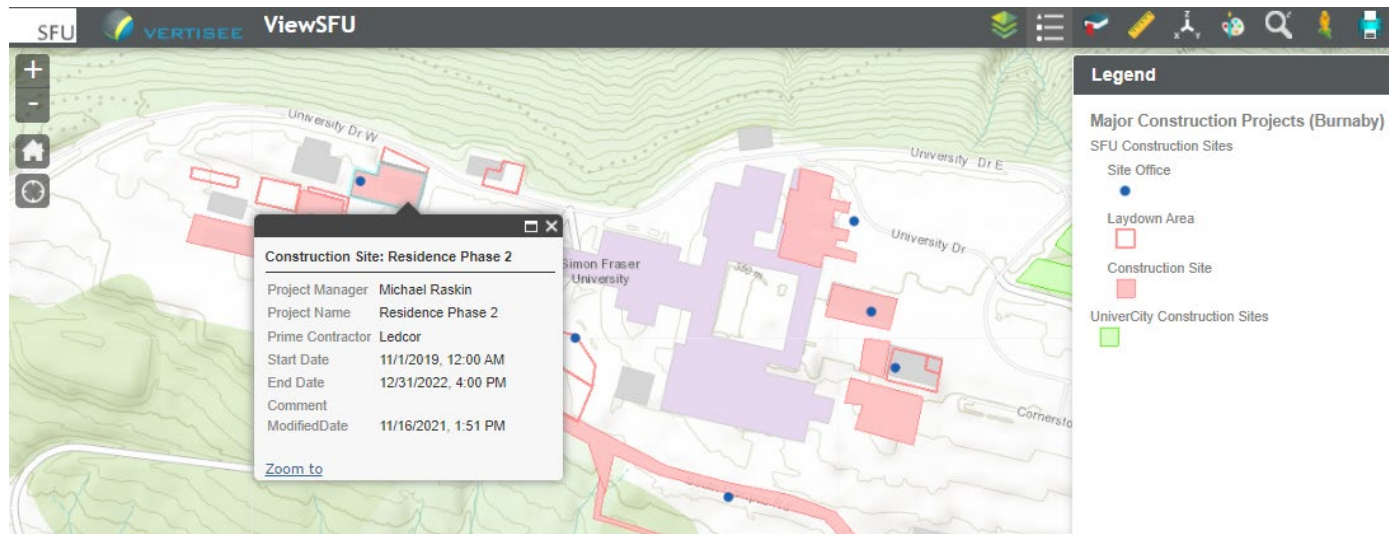 SFU VERTISEE ViewSFU
+
-
Legend
Major Construction Projects (Burnaby)
SFU Construction Sites
Site Office
Laydown Area
Construction Site
UniverCity Construction Sites
University Dr W
University Dr E
University Dr
Simon Fraser
University
360 m
Cornersto
Construction Site: Residence Phase 2
Project Manager Michael Raskin
Project Name Residence Phase 2
Prime Contractor Ledcor
Start Date 11/1/2019, 12:00 AM
End Date 12/31/2022, 4:00 PM
Comment
ModifiedDate 11/16/2021, 1:51 PM
Zoom to